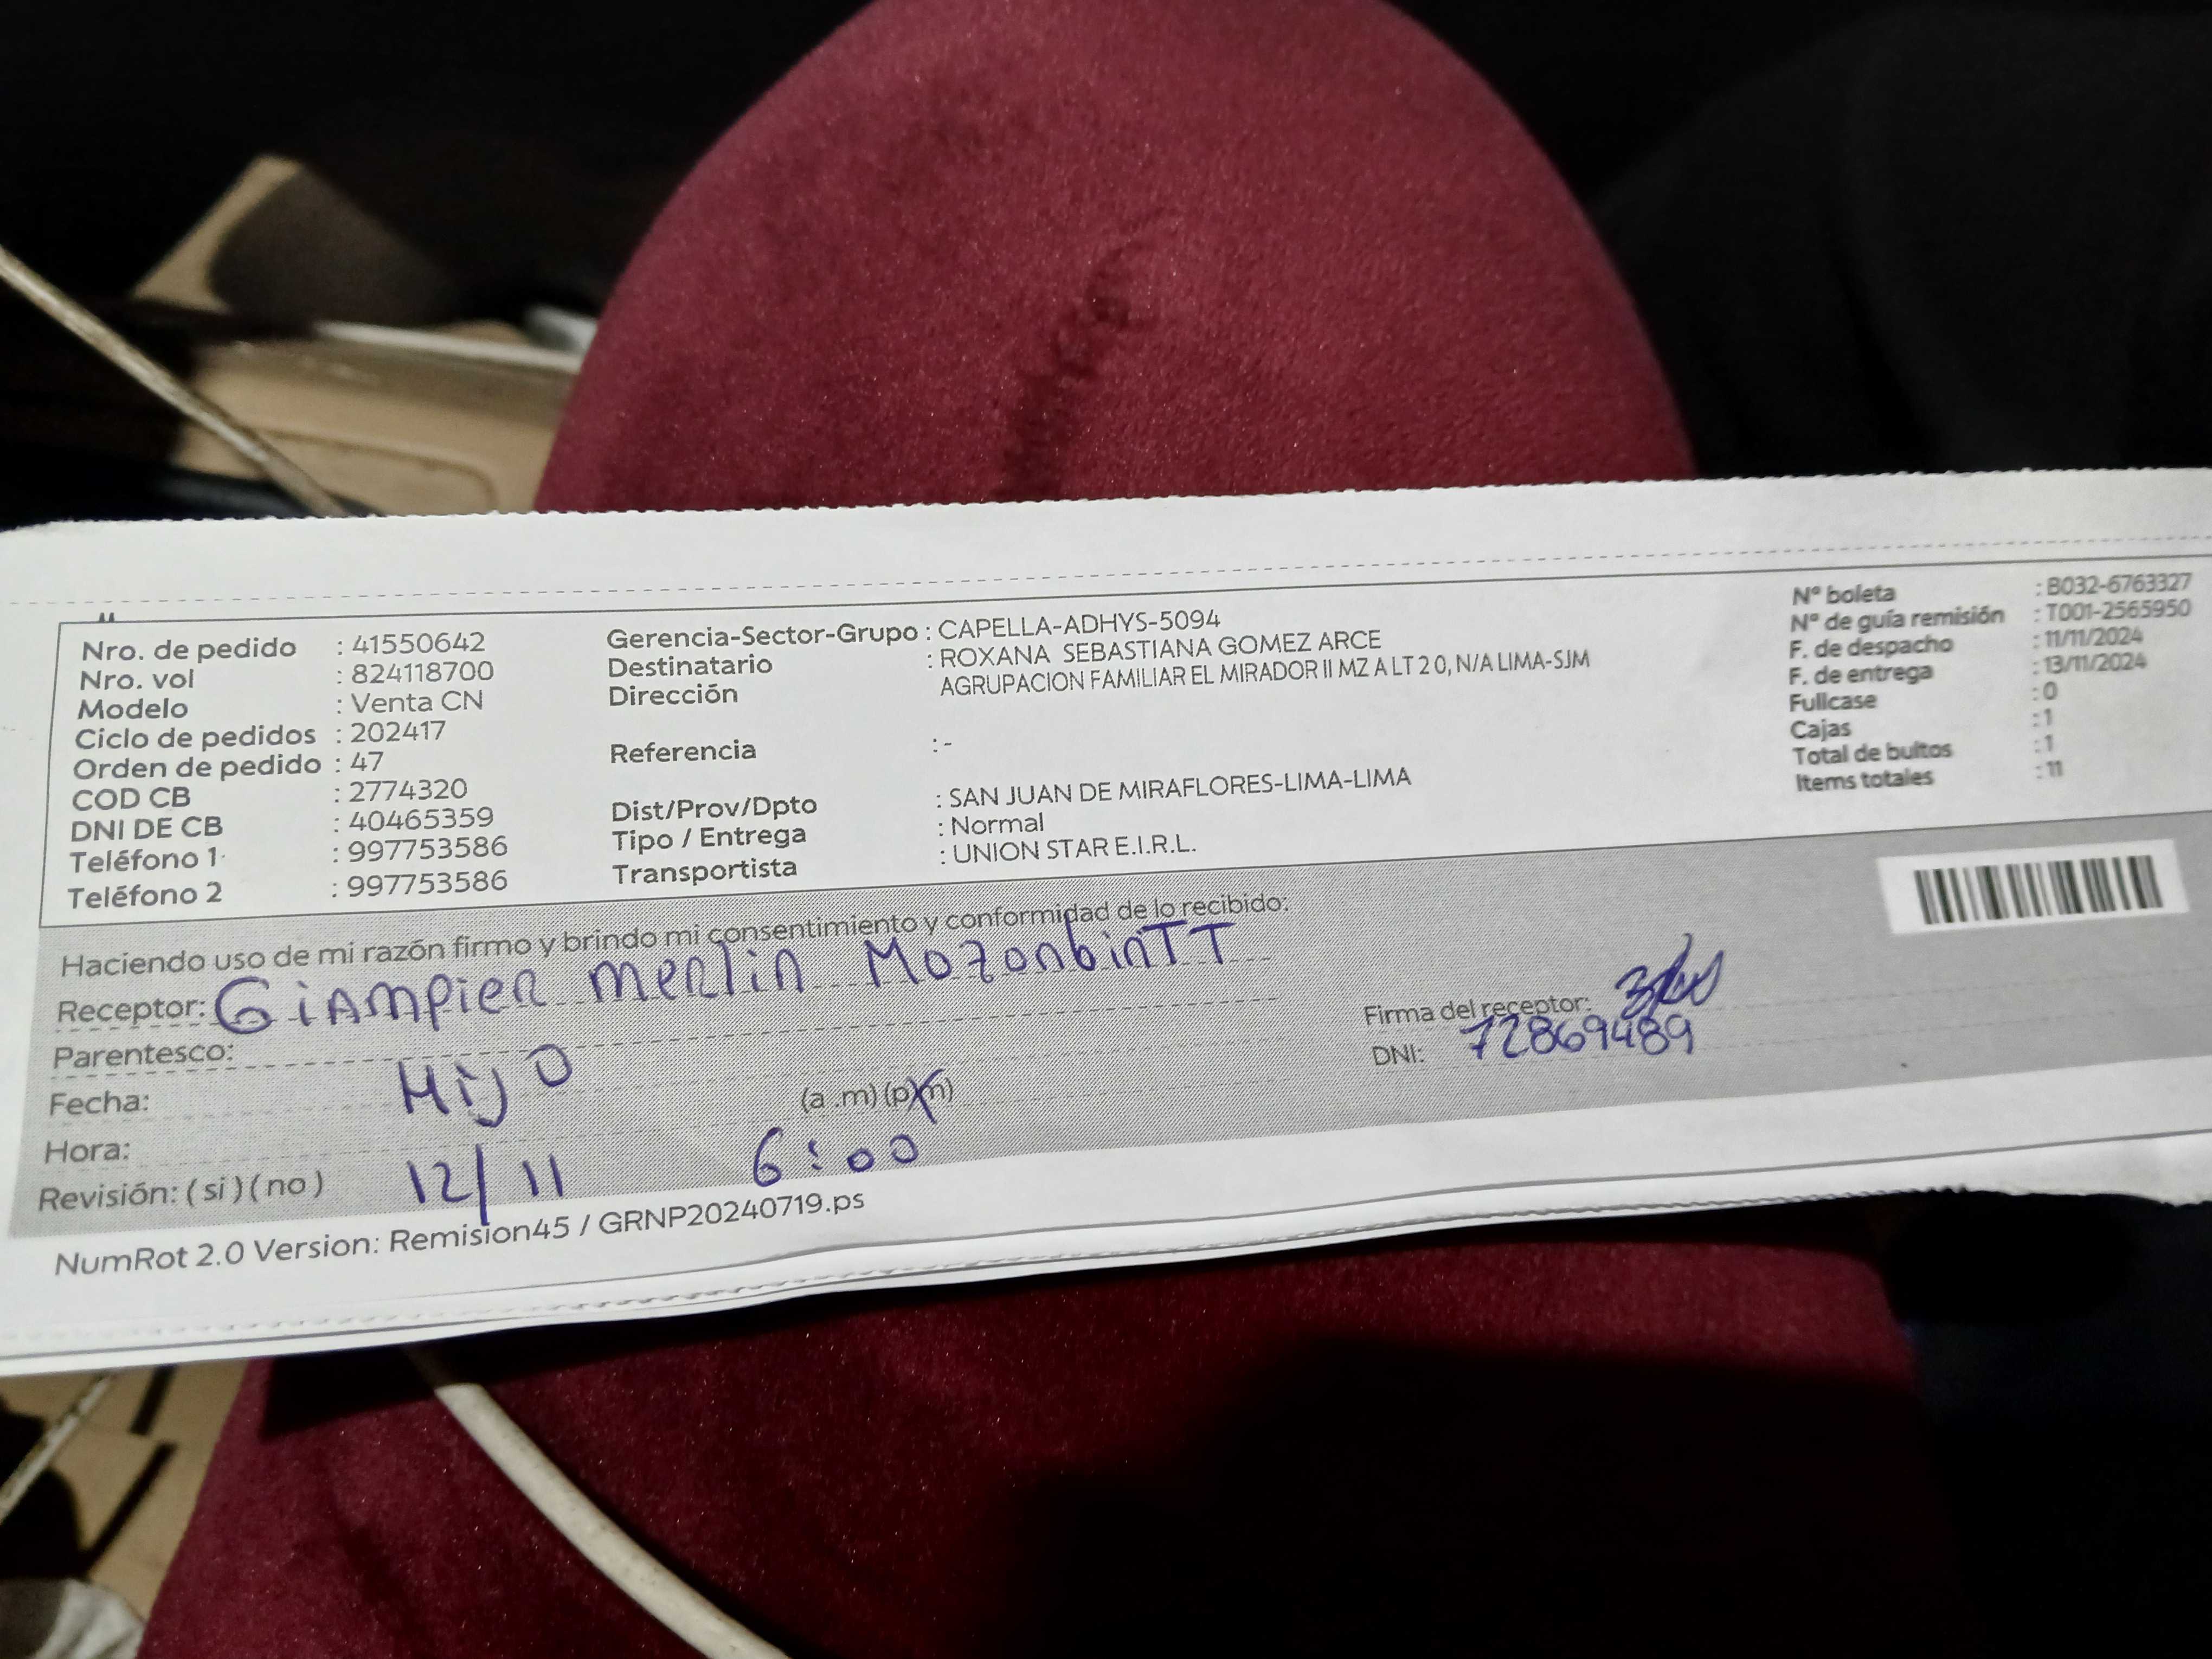 Nro. de pedido : 41550642
Nro. vol : 824118700
Modelo : Venta CN
Ciclo de pedidos : 202417
Orden de pedido : 47
COD CB : 2774320
DNI DE CB : 40465359
Teléfono 1 : 997753586
Teléfono 2 : 997753586
Gerencia-Sector-Grupo : CAPELLA-ADHYS-5094
Destinatario : ROXANA SEBASTIANA GOMEZ ARCE
Dirección AGRUPACION FAMILIAR EL MIRADOR II MZ A LT 2 0, N/A LIMA-SJM
Referencia : -
Dist/Prov/Dpto : SAN JUAN DE MIRAFLORES-LIMA-LIMA
Tipo / Entrega : Normal
Transportista : UNION STAR E.I.R.L.
Nº boleta : B032-6763327
Nº de guía remisión : T001-2565950
F. de despacho : 11/11/2024
F. de entrega : 13/11/2024
Fullcase : 0
Cajas : 1
Total de bultos : 1
Items totales : 11
Haciendo uso de mi razón firmo y brindo mi consentimiento y conformidad de lo recibido:
Receptor: Giampier merlin MozonbinTT
Parentesco: Hijo
Fecha: 12/11
Hora: 6:00 (a .m) (p.m)
Revisión: ( si ) ( no )
Firma del receptor:
DNI: 72869489
NumRot 2.0 Version: Remision45 / GRNP20240719.ps